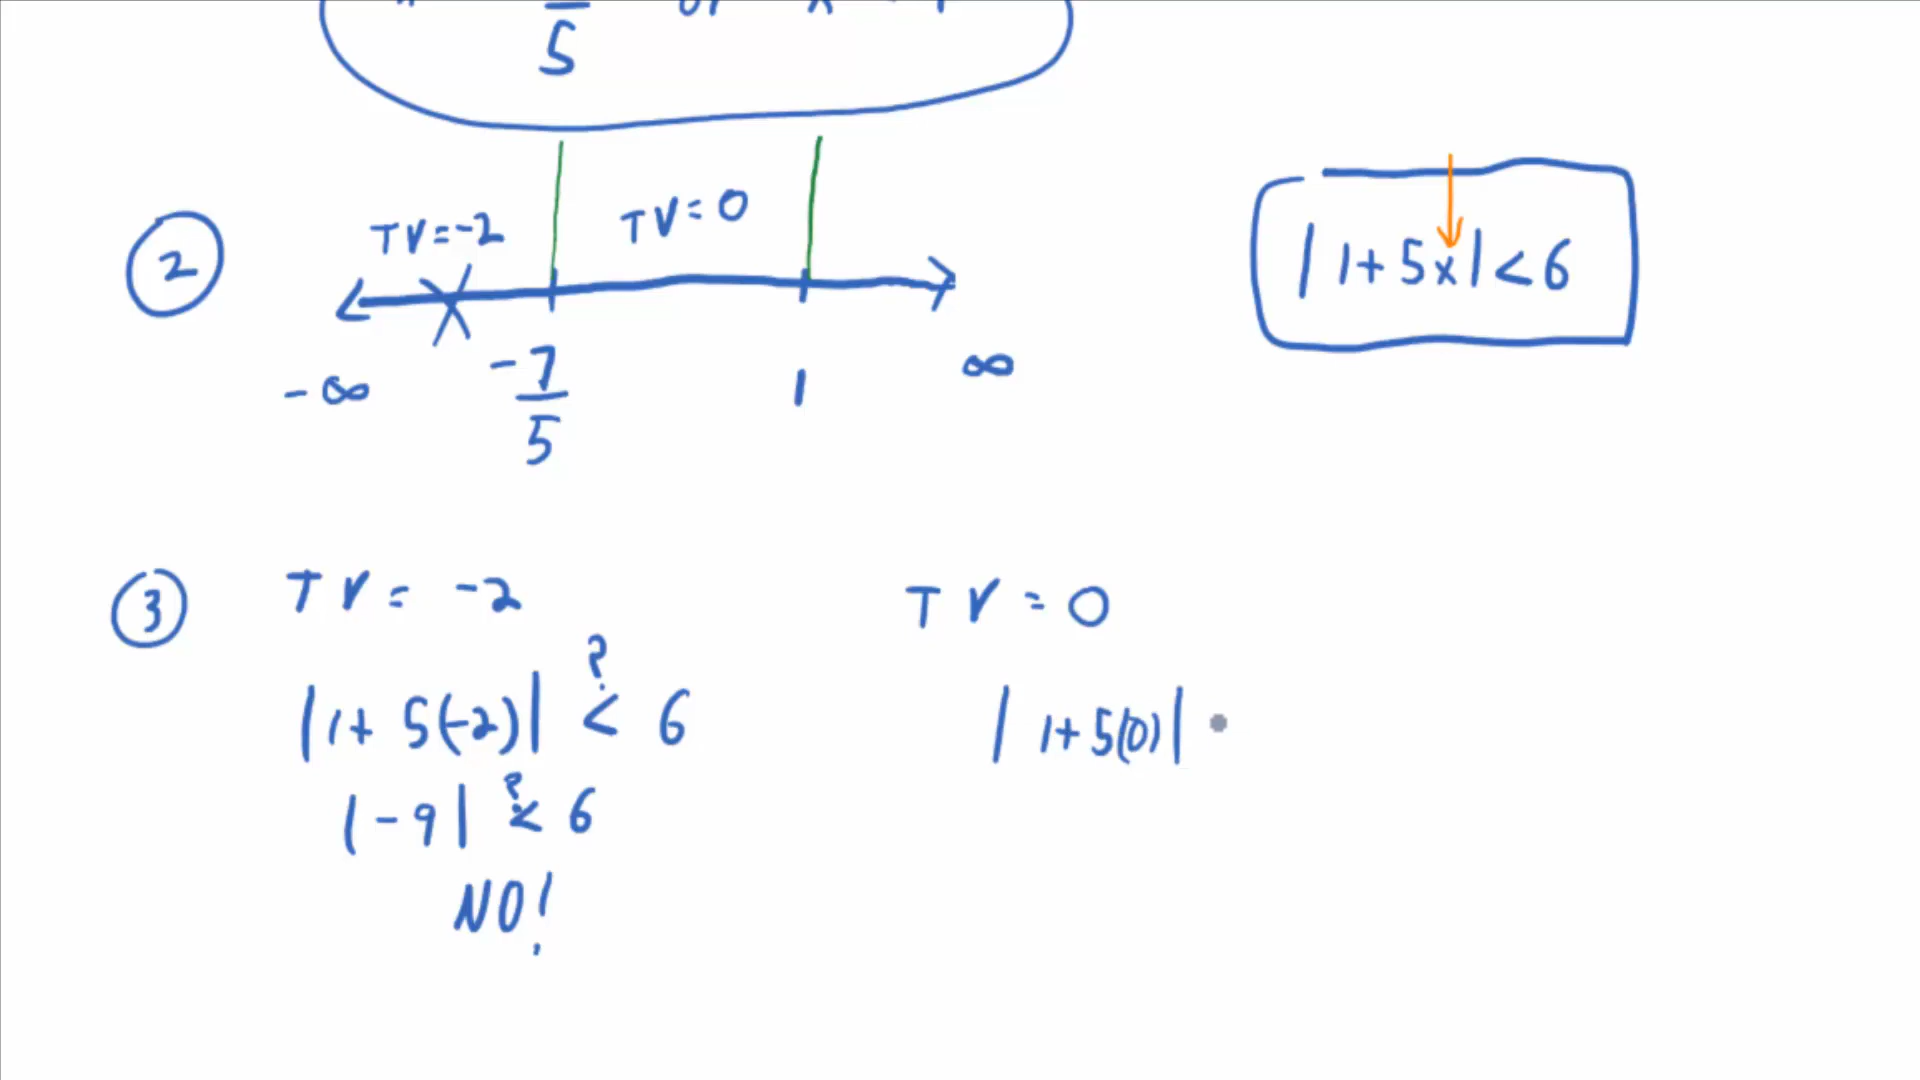 5
TV=-2 TV=0
2
|1+5x|<6
-∞ -7/5 1 ∞
3 TV=-2 TV=0
|1+5(-2)| ?< 6 |1+5(0)|
|-9| ?< 6
NO!